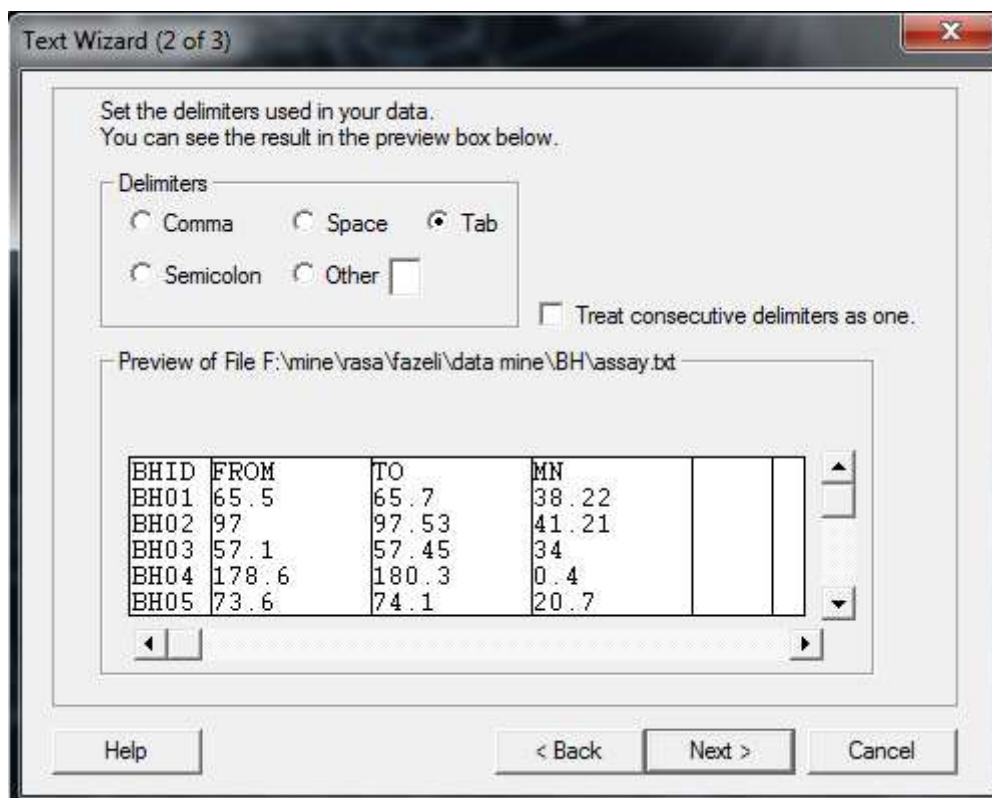 Text Wizard (2 of 3)
Set the delimiters used in your data.
You can see the result in the preview box below.
Delimiters
Comma Space Tab
Semicolon Other
Treat consecutive delimiters as one.
Preview of File F:\mine\rasa\fazeli\data mine\BH\assay.txt
BHID FROM TO MN
BH01 65.5 65.7 38.22
BH02 97 97.53 41.21
BH03 57.1 57.45 34
BH04 178.6 180.3 0.4
BH05 73.6 74.1 20.7
Help < Back Next > Cancel